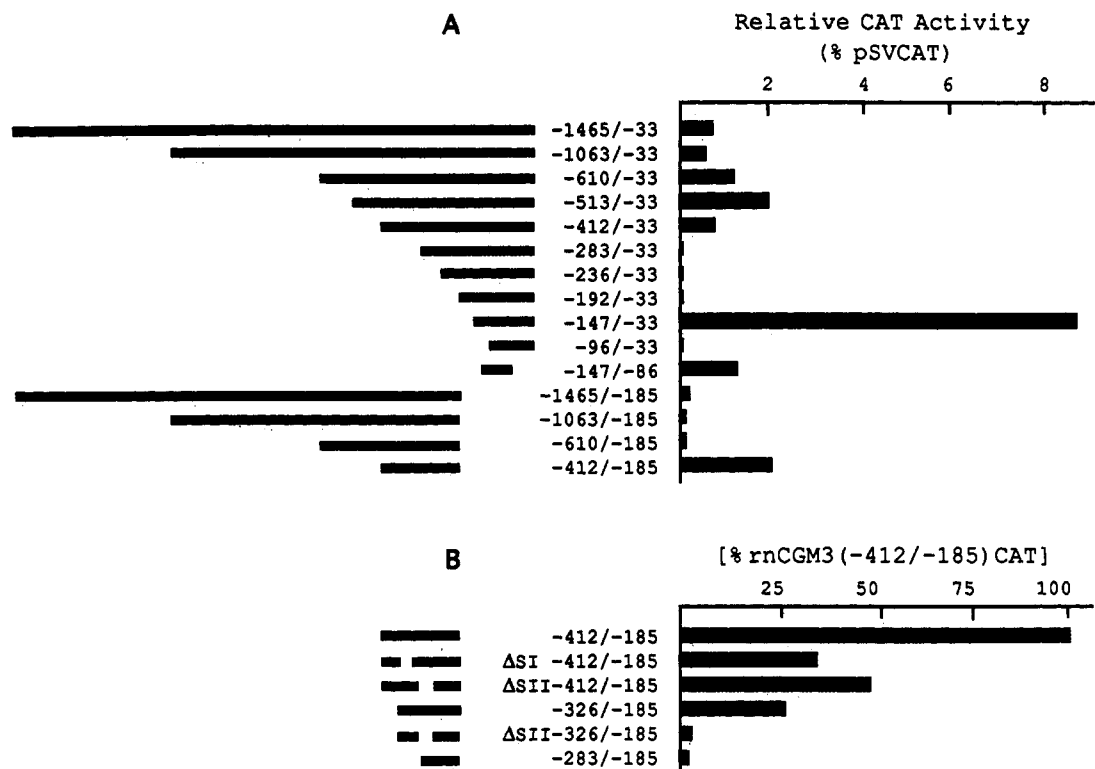 A
Relative CAT Activity
(% pSVCAT)
2 4 6 8
-1465/-33
-1063/-33
-610/-33
-513/-33
-412/-33
-283/-33
-236/-33
-192/-33
-147/-33
-96/-33
-147/-86
-1465/-185
-1063/-185
-610/-185
-412/-185
B
[% rnCGM3(-412/-185)CAT]
25 50 75 100
-412/-185
ΔSI -412/-185
ΔSII-412/-185
-326/-185
ΔSII-326/-185
-283/-185